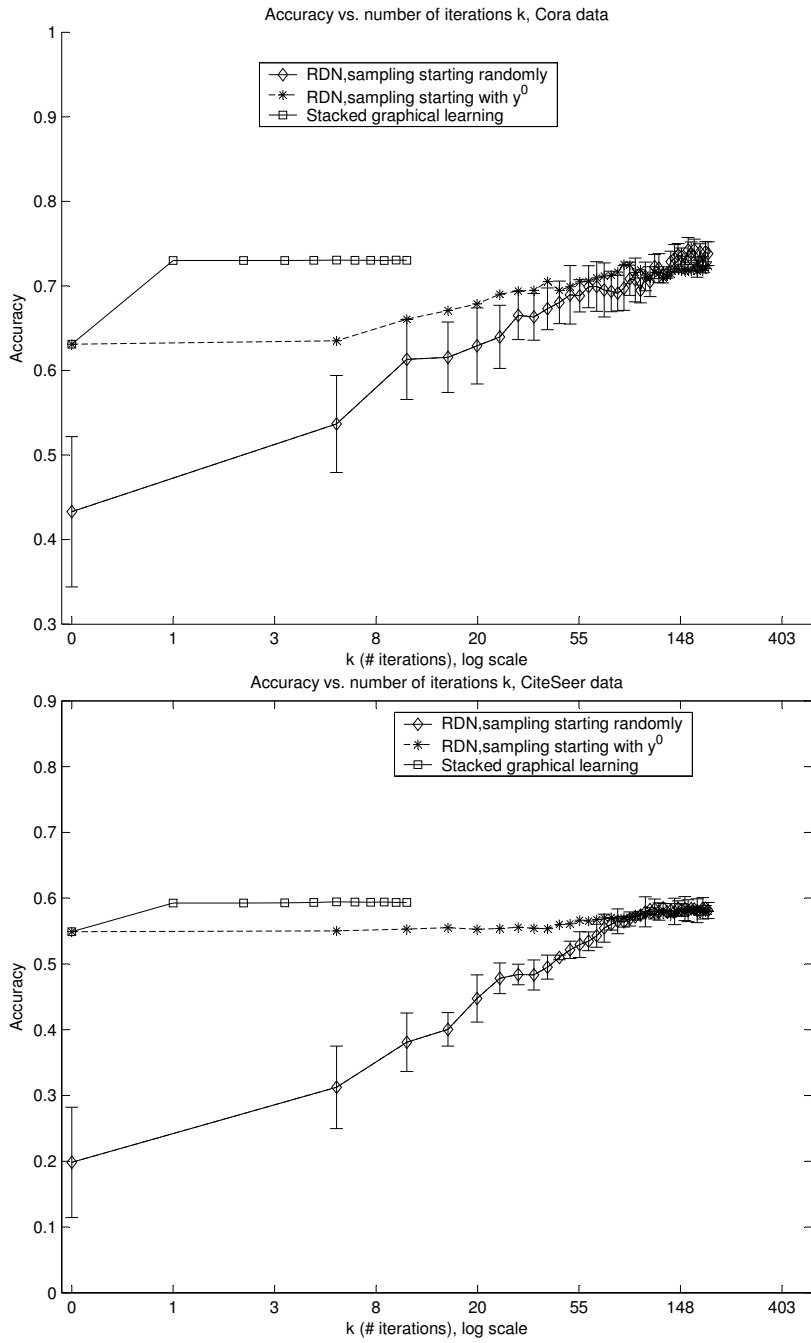 Accuracy vs. number of iterations k, Cora data
1
RDN,sampling starting randomly
RDN,sampling starting with y^0
Stacked graphical learning
0.9
0.8
0.7
0.6
0.5
0.4
0.3
Accuracy
0 1 3 8 20 55 148 403
k (# iterations), log scale
Accuracy vs. number of iterations k, CiteSeer data
0.9
RDN,sampling starting randomly
RDN,sampling starting with y^0
Stacked graphical learning
0.8
0.7
0.6
0.5
0.4
0.3
0.2
0.1
0
Accuracy
0 1 3 8 20 55 148 403
k (# iterations), log scale